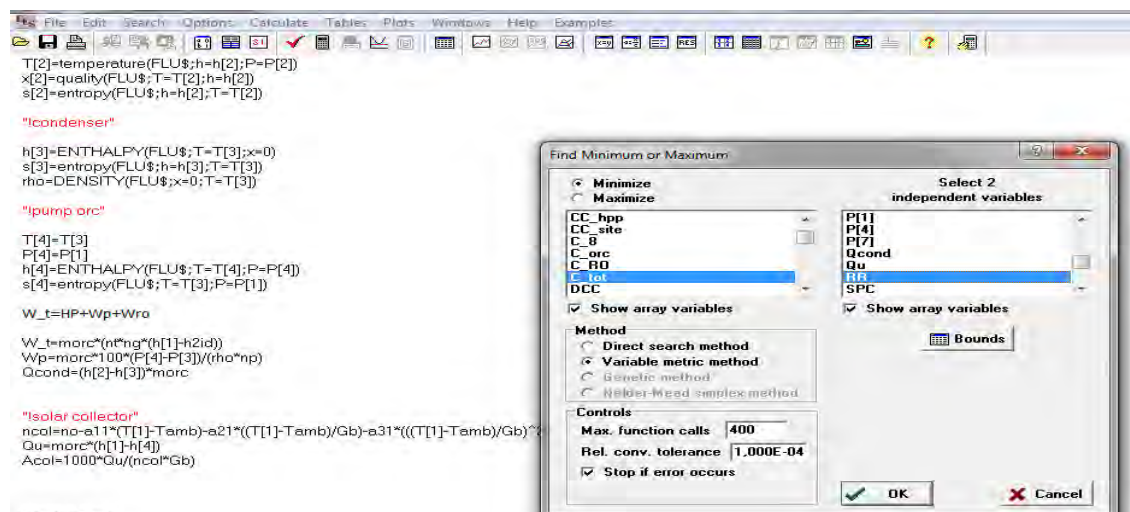 File Edit Search Options Calculate Tables Plots Windows Help Examples
T[2]=temperature(FLU$;h=h[2];P=P[2])
x[2]=quality(FLU$;T=T[2];h=h[2])
s[2]=entropy(FLU$;h=h[2];T=T[2])
"!condenser"
h[3]=ENTHALPY(FLU$;T=T[3];x=0)
s[3]=entropy(FLU$;h=h[3];T=T[3])
rho=DENSITY(FLU$;x=0;T=T[3])
"!pump orc"
T[4]=T[3]
P[4]=P[1]
h[4]=ENTHALPY(FLU$;T=T[4];P=P[4])
s[4]=entropy(FLU$;T=T[3];P=P[1])
W_t=HP+Wp+Wro
W_t=morc*(nt*ng*(h[1]-h2id))
Wp=morc*100*(P[4]-P[3])/(rho*np)
Qcond=(h[2]-h[3])*morc
"!solar collector"
ncol=no-a11*(T[1]-Tamb)-a21*((T[1]-Tamb)/Gb)-a31*(((T[1]-Tamb)/Gb)^
Qu=morc*(h[1]-h[4])
Acol=1000*Qu/(ncol*Gb)
Find Minimum or Maximum
Minimize
Maximize
CC_hpp
CC_site
C_8
C_orc
C_RO
C_tot
DCC
Show array variables
Select 2
independent variables
P[1]
P[4]
P[7]
Qcond
Qu
RR
SPC
Show array variables
Bounds
Method
Direct search method
Variable metric method
Genetic method
Nelder-Mead simplex method
Controls
Max. function calls 400
Rel. conv. tolerance 1,000E-04
Stop if error occurs
OK
Cancel